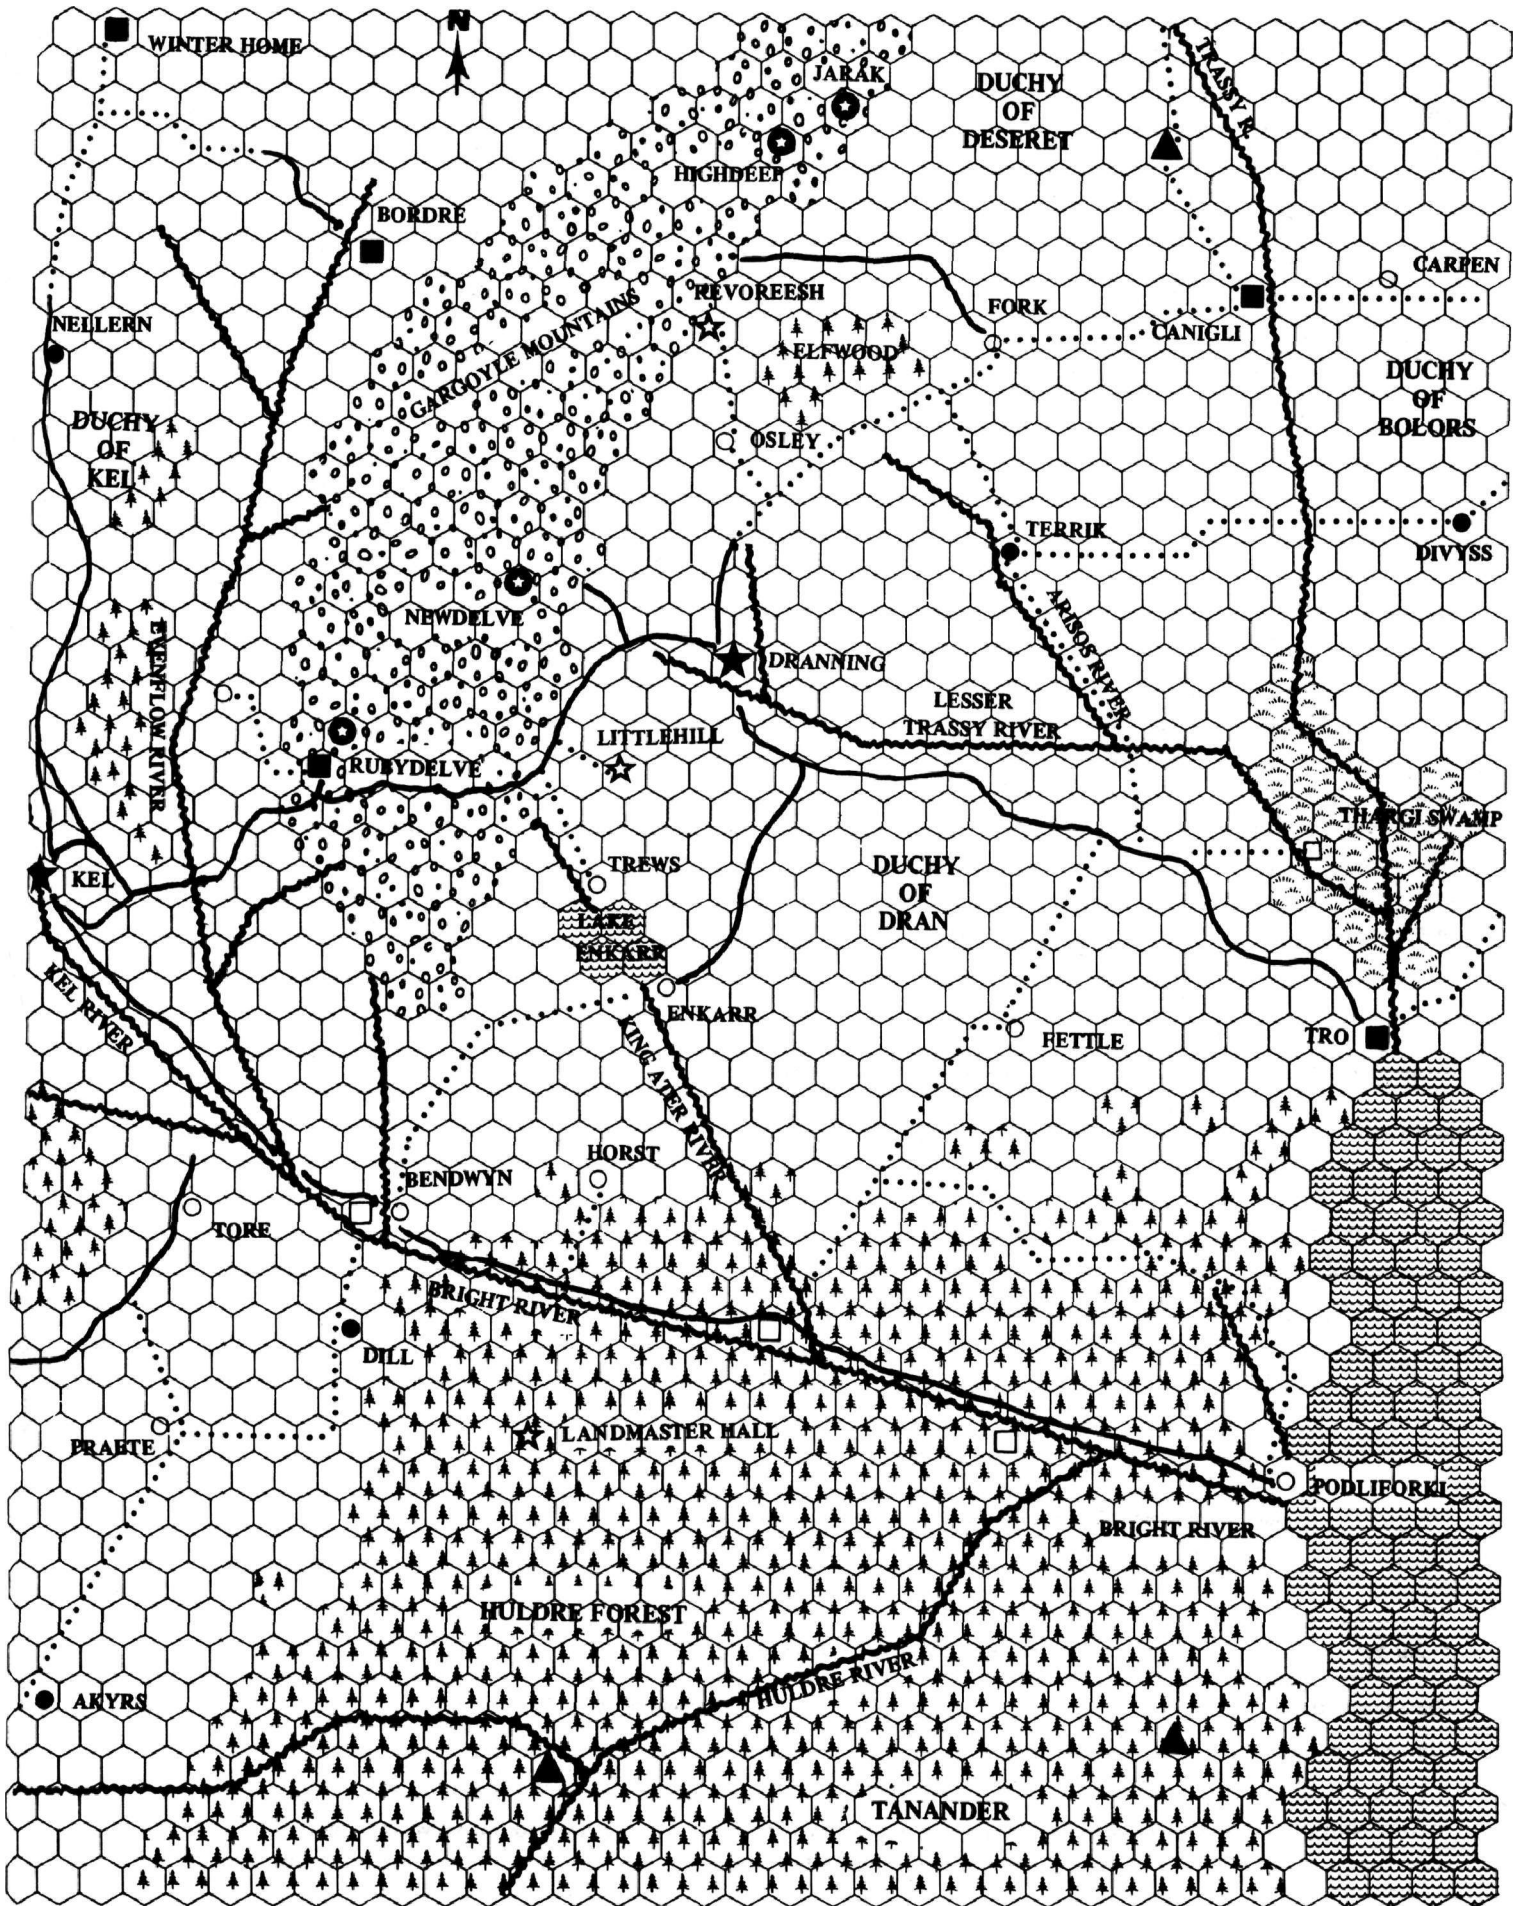 N
WINTER HOME
JARAK
DUCHY
OF
DESERET
TRASSY R.
HIGHDEEP
BORDRE
CARPEN
REVOREESH
FORK
CANIGLI
NELLERN
GARGOYLE MOUNTAINS
ELFWOOD
DUCHY
OF
BOLORS
DUCHY
OF
KEL
OSLEY
TERRIK
DIVYSS
NEWDELVE
ARISOS RIVER
EVENFLOW RIVER
DRANNING
LESSER
TRASSY RIVER
LITTLEHILL
RUBYDELVE
THARGI SWAMP
KEL
TREWS
DUCHY
OF
DRAN
LAKE
ENKARR
KEL RIVER
ENKARR
KING ATER RIVER
FETTLE
TRO
HORST
BENDWYN
TORE
BRIGHT RIVER
DILL
LANDMASTER HALL
PRAETE
PODLIFORKI
BRIGHT RIVER
HULDRE FOREST
HULDRE RIVER
AKYRS
TANANDER